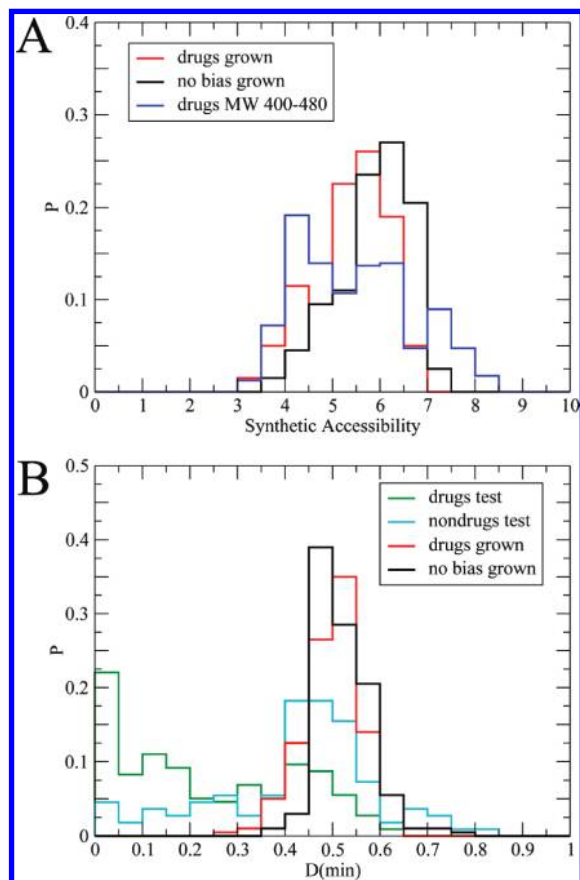 A
0.4
drugs grown
no bias grown
drugs MW 400-480
0.3
P
0.2
0.1
0
0 1 2 3 4 5 6 7 8 9 10
Synthetic Accessibility
B
0.5
drugs test
nondrugs test
drugs grown
no bias grown
0.4
0.3
P
0.2
0.1
0
0 0.1 0.2 0.3 0.4 0.5 0.6 0.7 0.8 0.9 1
D(min)